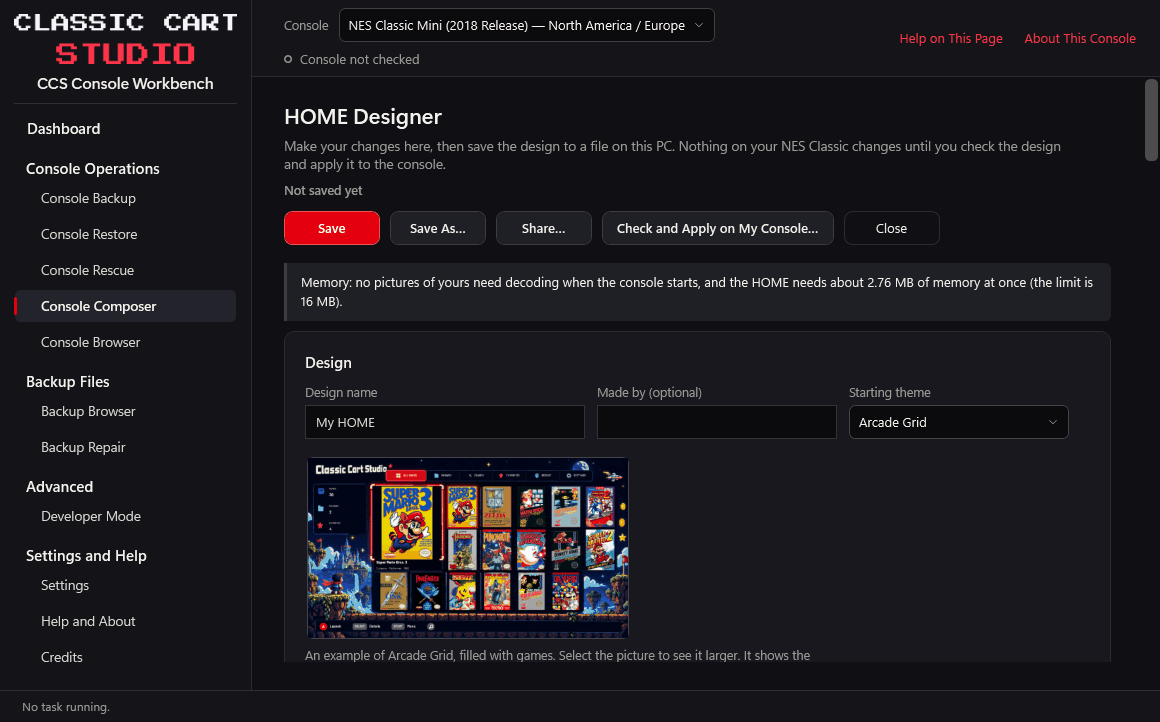 CLASSIC CART
STUDIO
CCS Console Workbench
Dashboard
Console Operations
Console Backup
Console Restore
Console Rescue
Console Composer
Console Browser
Backup Files
Backup Browser
Backup Repair
Advanced
Developer Mode
Settings and Help
Settings
Help and About
Credits
Console
NES Classic Mini (2018 Release) — North America / Europe
Console not checked
Help on This Page
About This Console
HOME Designer
Make your changes here, then save the design to a file on this PC. Nothing on your NES Classic changes until you check the design
and apply it to the console.
Not saved yet
Save
Save As...
Share...
Check and Apply on My Console...
Close
Memory: no pictures of yours need decoding when the console starts, and the HOME needs about 2.76 MB of memory at once (the limit is
16 MB).
Design
Design name
Made by (optional)
Starting theme
My HOME
Arcade Grid
Classic Cart Studio
SUPER
MARIO
3
Super Mario Bros. 3
An example of Arcade Grid, filled with games. Select the picture to see it larger. It shows the
No task running.